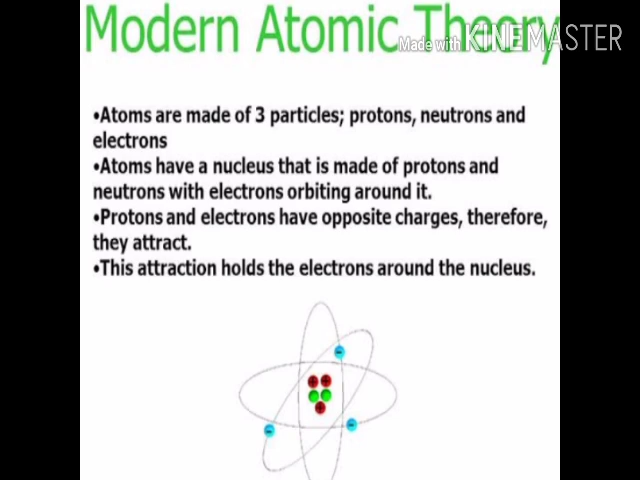 Modern Atomic Theory
Made with KINEMASTER
•Atoms are made of 3 particles; protons, neutrons and
electrons
•Atoms have a nucleus that is made of protons and
neutrons with electrons orbiting around it.
•Protons and electrons have opposite charges, therefore,
they attract.
•This attraction holds the electrons around the nucleus.
-
+ +
+
- -